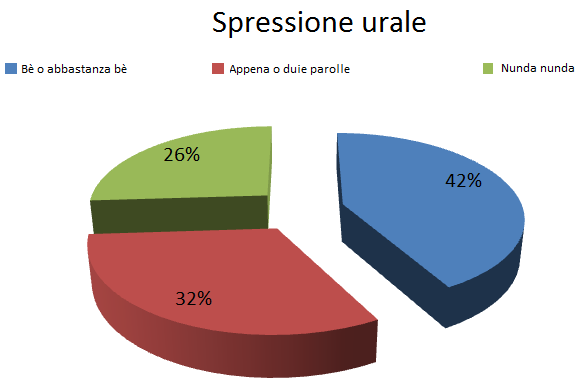 Spressione urale
Bè o abbastanza bè Appena o duie parolle Nunda nunda
26%
42%
32%